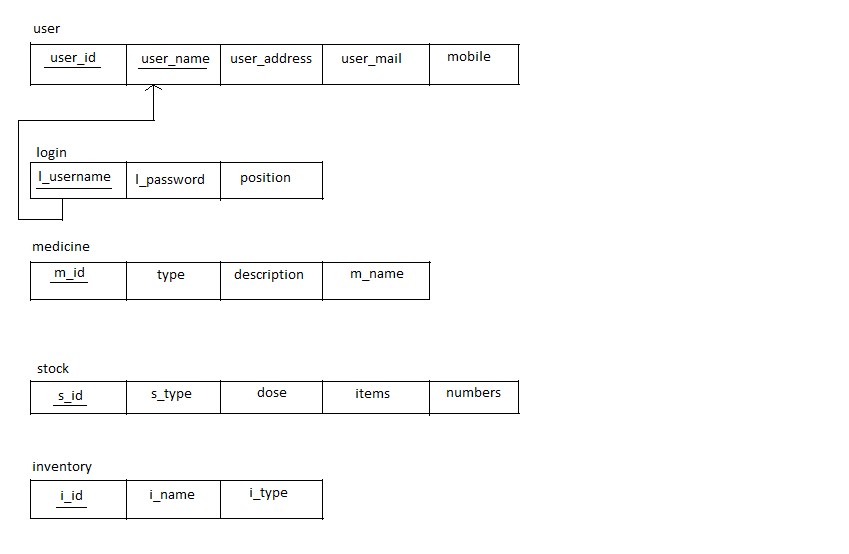 user
user_id user_name user_address user_mail mobile
login
l_username l_password position
medicine
m_id type description m_name
stock
s_id s_type dose items numbers
inventory
i_id i_name i_type